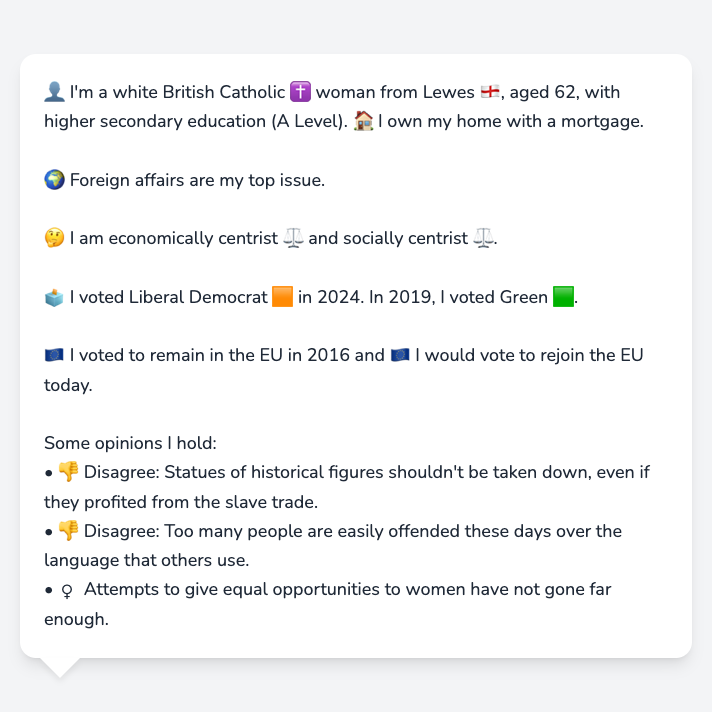 👤 I'm a white British Catholic ✝️ woman from Lewes 🏴󠁧󠁢󠁥󠁮󠁧󠁿, aged 62, with
higher secondary education (A Level). 🏠 I own my home with a mortgage.
🌍 Foreign affairs are my top issue.
🤔 I am economically centrist ⚖️ and socially centrist ⚖️.
🗳️ I voted Liberal Democrat 🟧 in 2024. In 2019, I voted Green 🟩.
🇪🇺 I voted to remain in the EU in 2016 and 🇪🇺 I would vote to rejoin the EU
today.
Some opinions I hold:
• 👎 Disagree: Statues of historical figures shouldn't be taken down, even if
they profited from the slave trade.
• 👎 Disagree: Too many people are easily offended these days over the
language that others use.
• ♀ Attempts to give equal opportunities to women have not gone far
enough.